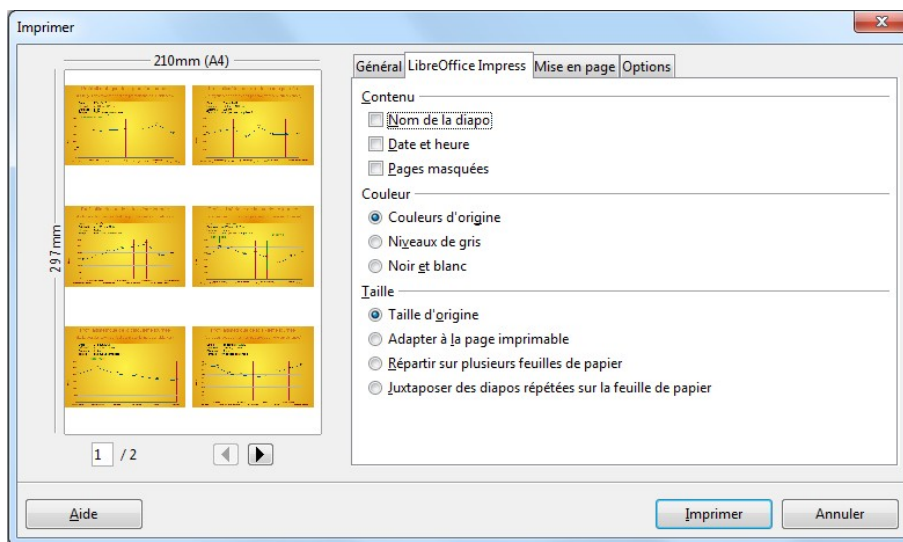 Imprimer
210mm (A4)
297mm
1 / 2
Général LibreOffice Impress Mise en page Options
Contenu
Nom de la diapo
Date et heure
Pages masquées
Couleur
Couleurs d'origine
Niveaux de gris
Noir et blanc
Taille
Taille d'origine
Adapter à la page imprimable
Répartir sur plusieurs feuilles de papier
Juxtaposer des diapos répétées sur la feuille de papier
Aide
Imprimer
Annuler